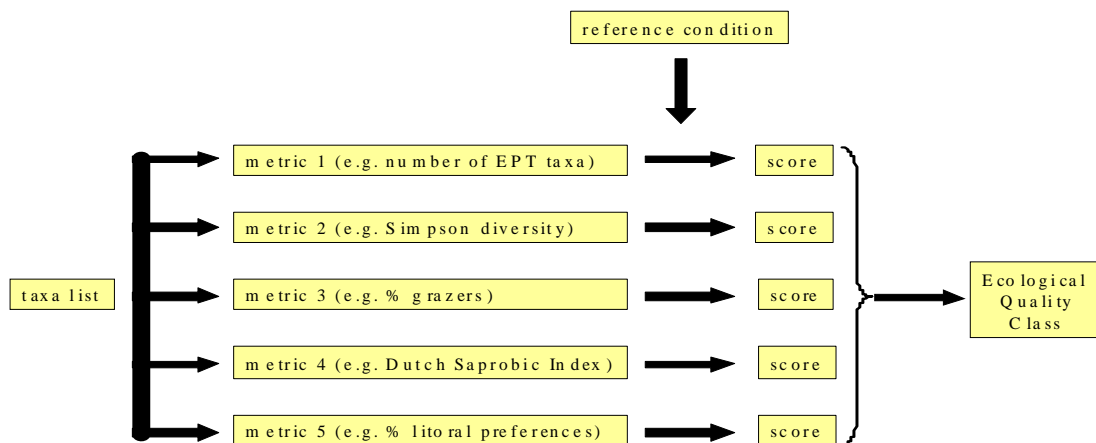 reference condition
metric 1 (e.g. number of EPT taxa)
score
metric 2 (e.g. Simpson diversity)
score
taxa list
metric 3 (e.g. % grazers)
score
Ecological
Quality
Class
metric 4 (e.g. Dutch Saprobic Index)
score
metric 5 (e.g. % litoral preferences)
score